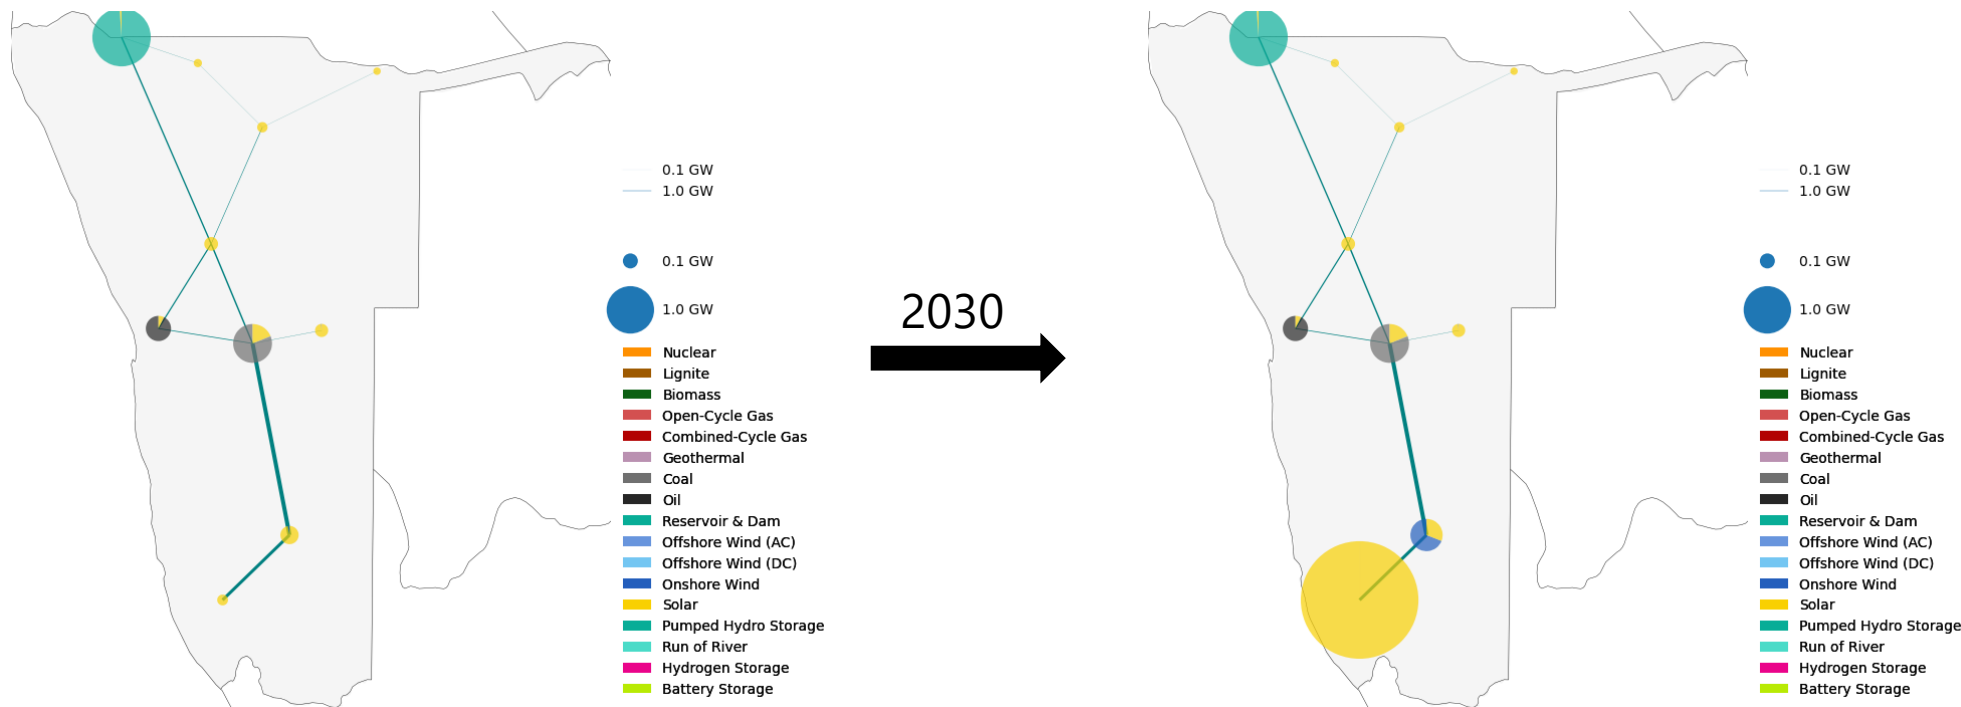 0.1 GW
1.0 GW
0.1 GW
1.0 GW
Nuclear
Lignite
Biomass
Open-Cycle Gas
Combined-Cycle Gas
Geothermal
Coal
Oil
Reservoir & Dam
Offshore Wind (AC)
Offshore Wind (DC)
Onshore Wind
Solar
Pumped Hydro Storage
Run of River
Hydrogen Storage
Battery Storage
2030
0.1 GW
1.0 GW
0.1 GW
1.0 GW
Nuclear
Lignite
Biomass
Open-Cycle Gas
Combined-Cycle Gas
Geothermal
Coal
Oil
Reservoir & Dam
Offshore Wind (AC)
Offshore Wind (DC)
Onshore Wind
Solar
Pumped Hydro Storage
Run of River
Hydrogen Storage
Battery Storage